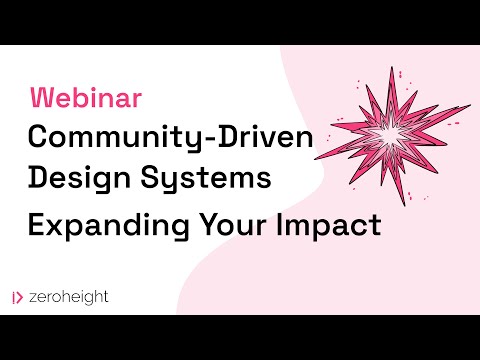 Webinar
Community-Driven
Design Systems
Expanding Your Impact
zeroheight